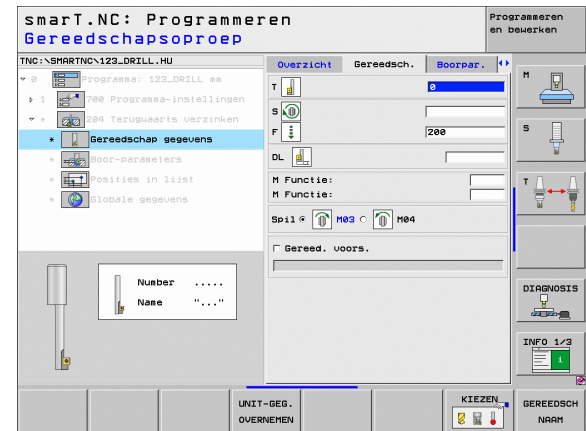 smarT.NC: Programmeren
Gereedschapsoproep
Programmeren
en bewerken
TNC:\SMARTNC\123_DRILL.HU
0 Programma: 123_DRILL mm
1 700 Programma-instellingen
204 Terugwaarts verzinken
* Gereedschap gegevens
* Boor-parameters
* Posities in lijst
* Globale gegevens
Overzicht Gereedsch. Boorpar.
T 0
S
F 200
DL
M Functie:
M Functie:
Spil M03 M04
Gereed. voors.
Number .....
Name "..."
M
S
T
DIAGNOSIS
INFO 1/3
UNIT-GEG.
OVERNEMEN
KIEZEN
GEREEDSCH
NAAM